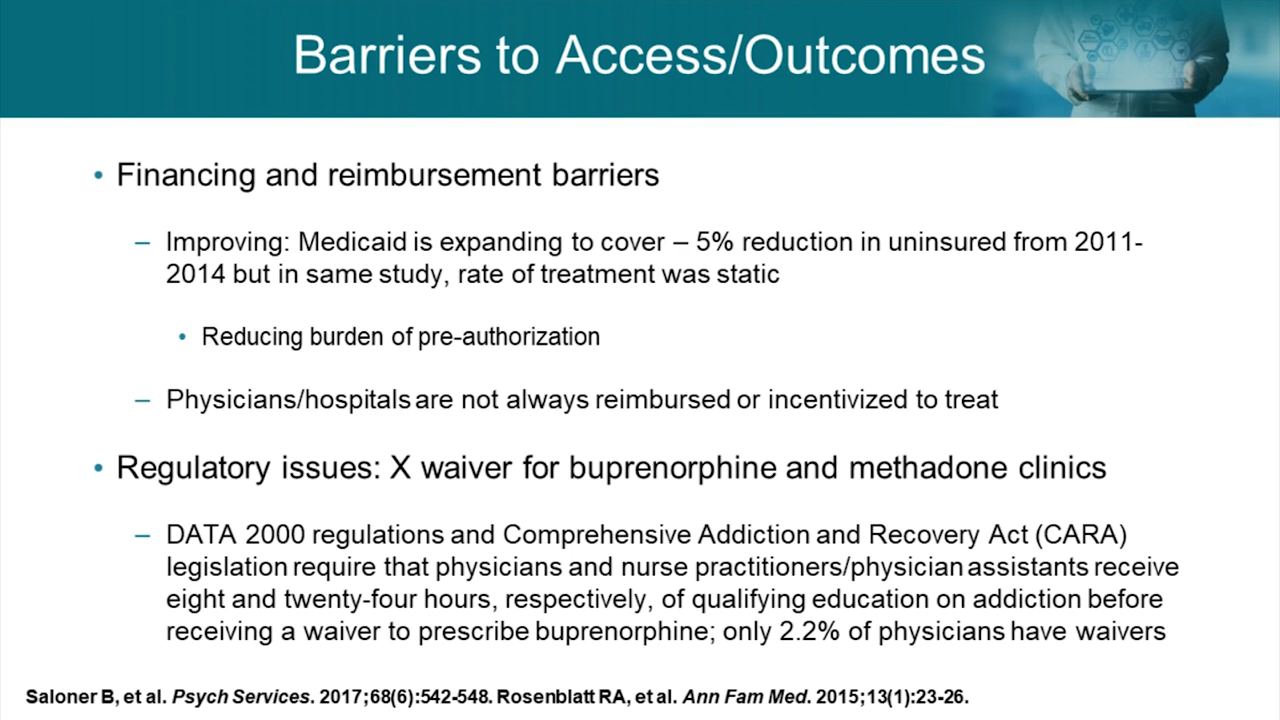 Barriers to Access/Outcomes
• Financing and reimbursement barriers
– Improving: Medicaid is expanding to cover – 5% reduction in uninsured from 2011-
2014 but in same study, rate of treatment was static
• Reducing burden of pre-authorization
– Physicians/hospitals are not always reimbursed or incentivized to treat
• Regulatory issues: X waiver for buprenorphine and methadone clinics
– DATA 2000 regulations and Comprehensive Addiction and Recovery Act (CARA)
legislation require that physicians and nurse practitioners/physician assistants receive
eight and twenty-four hours, respectively, of qualifying education on addiction before
receiving a waiver to prescribe buprenorphine; only 2.2% of physicians have waivers
Saloner B, et al. Psych Services. 2017;68(6):542-548. Rosenblatt RA, et al. Ann Fam Med. 2015;13(1):23-26.